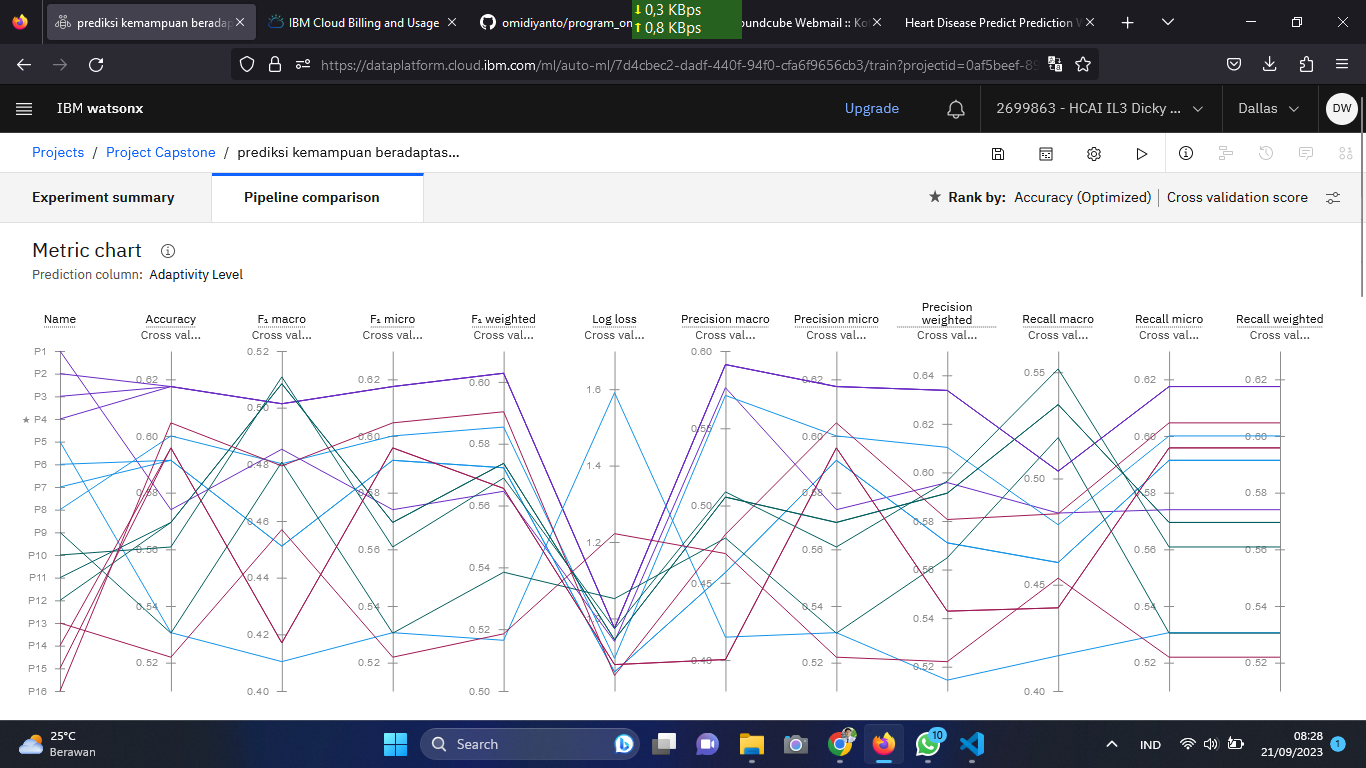 prediksi kemampuan beradap
IBM Cloud Billing and Usage
omidiyanto/program_on
0,3 KBps
0,8 KBps
oundcube Webmail :: Ko
Heart Disease Predict Prediction W
https://dataplatform.cloud.ibm.com/ml/auto-ml/7d4cbec2-dadf-440f-94f0-cfa6f9656cb3/train?projectid=0af5beef-89
IBM watsonx
Upgrade
2699863 - HCAI IL3 Dicky ...
Dallas
DW
Projects / Project Capstone / prediksi kemampuan beradaptas...
Experiment summary
Pipeline comparison
Rank by: Accuracy (Optimized) | Cross validation score
Metric chart
Prediction column: Adaptivity Level
Name
Accuracy
Cross val...
F₁ macro
Cross val...
F₁ micro
Cross val...
F₁ weighted
Cross val...
Log loss
Cross val...
Precision macro
Cross val...
Precision micro
Cross val...
Precision
weighted
Cross val...
Recall macro
Cross val...
Recall micro
Cross val...
Recall weighted
Cross val...
P1
P2
P3
P4
P5
P6
P7
P8
P9
P10
P11
P12
P13
P14
P15
P16
0.62
0.60
0.58
0.56
0.54
0.52
0.52
0.50
0.48
0.46
0.44
0.42
0.40
0.62
0.60
0.58
0.56
0.54
0.52
0.60
0.58
0.56
0.54
0.52
0.50
1.6
1.4
1.2
0.60
0.55
0.50
0.45
0.40
0.62
0.60
0.58
0.56
0.54
0.52
0.64
0.62
0.60
0.58
0.56
0.54
0.52
0.55
0.50
0.45
0.40
0.62
0.60
0.58
0.56
0.54
0.52
0.62
0.60
0.58
0.56
0.54
0.52
25°C
Berawan
Search
10
IND
08:28
21/09/2023
1